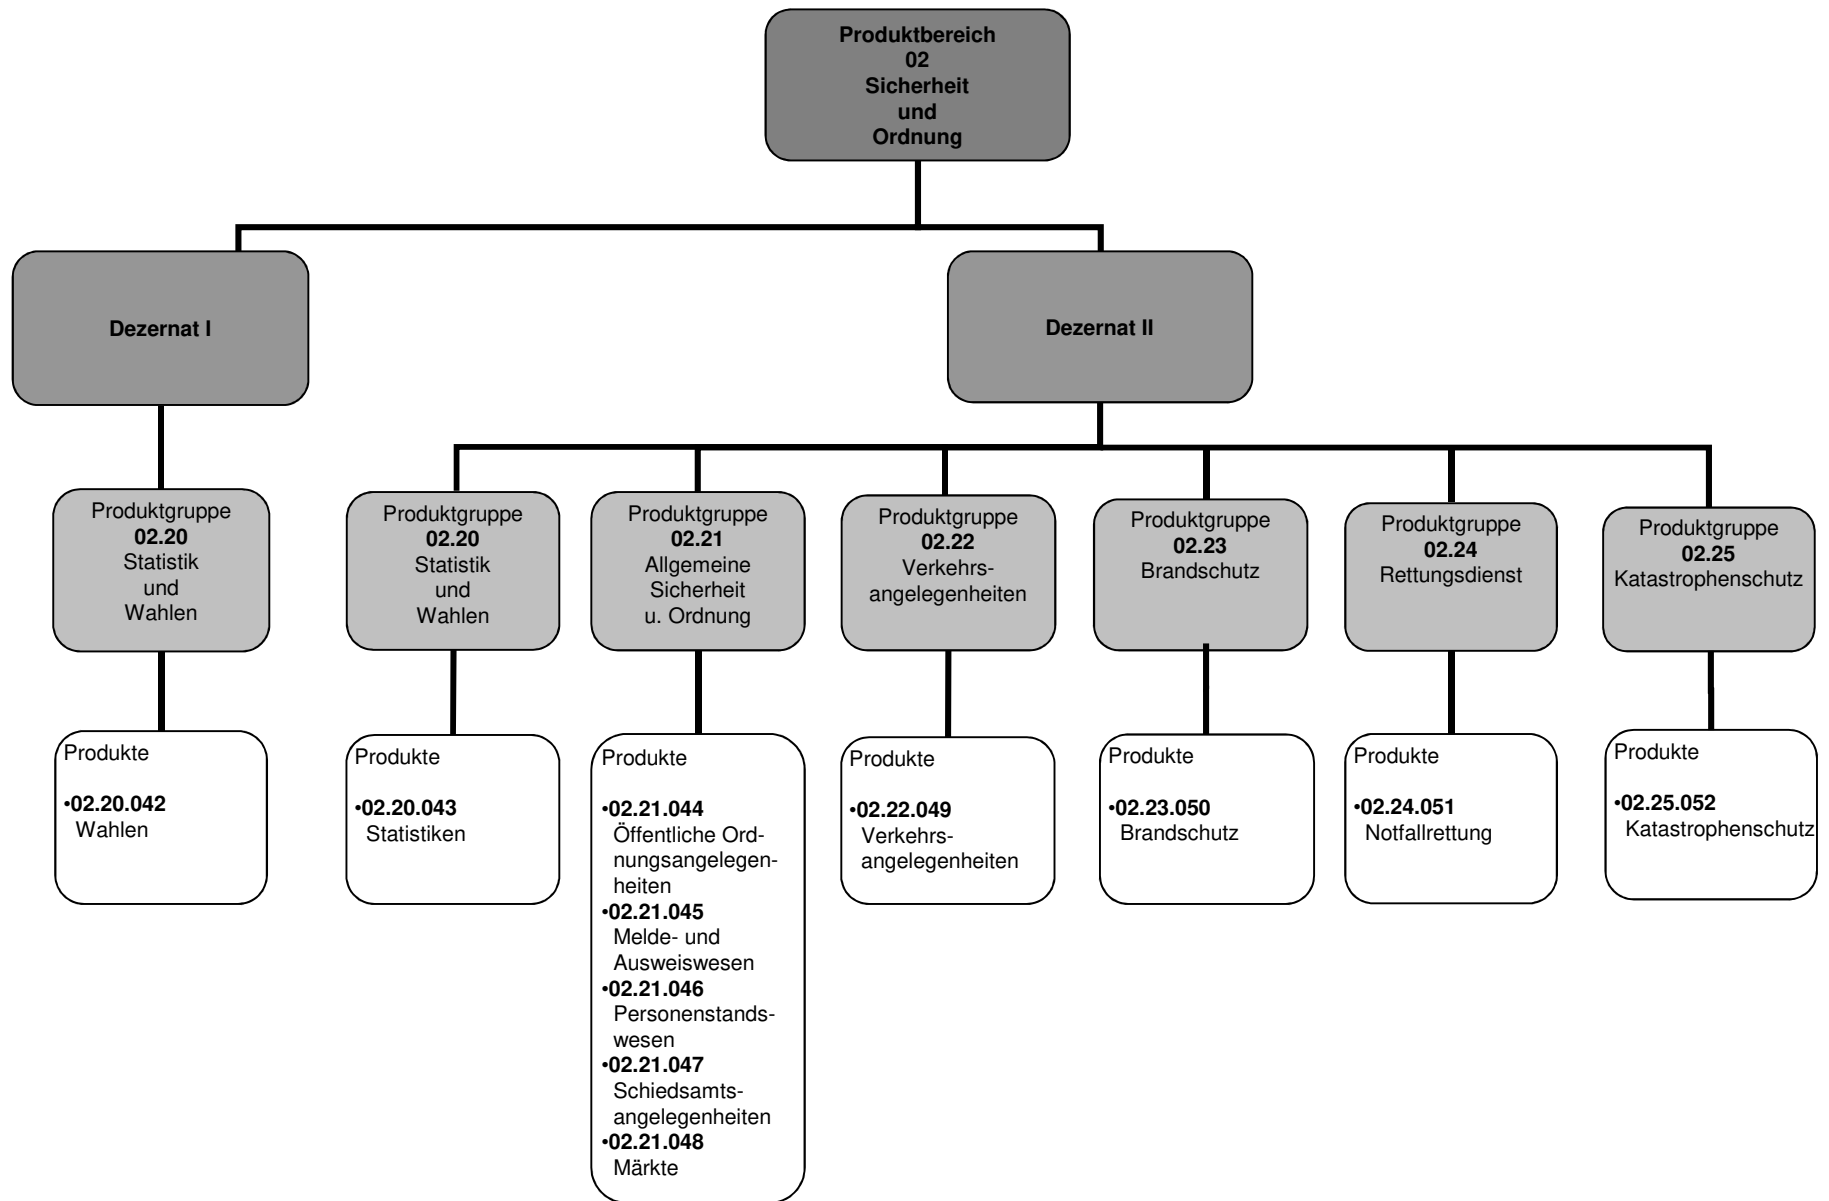 Produktbereich
02
Sicherheit
und
Ordnung
Dezernat I
Dezernat II
Produktgruppe
02.20
Statistik
und
Wahlen
Produktgruppe
02.20
Statistik
und
Wahlen
Produktgruppe
02.21
Allgemeine
Sicherheit
u. Ordnung
Produktgruppe
02.22
Verkehrs-
angelegenheiten
Produktgruppe
02.23
Brandschutz
Produktgruppe
02.24
Rettungsdienst
Produktgruppe
02.25
Katastrophenschutz
Produkte
•02.20.042
Wahlen
Produkte
•02.20.043
Statistiken
Produkte
•02.21.044
Öffentliche Ord-
nungsangelegen-
heiten
•02.21.045
Melde- und
Ausweiswesen
•02.21.046
Personenstands-
wesen
•02.21.047
Schiedsamts-
angelegenheiten
•02.21.048
Märkte
Produkte
•02.22.049
Verkehrs-
angelegenheiten
Produkte
•02.23.050
Brandschutz
Produkte
•02.24.051
Notfallrettung
Produkte
•02.25.052
Katastrophenschutz